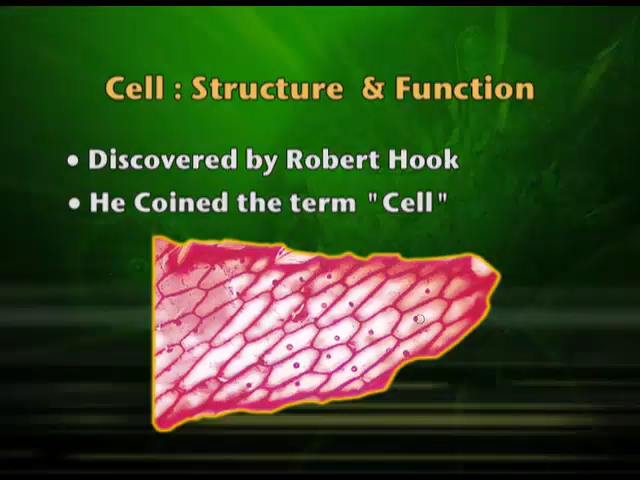 Cell : Structure & Function
• Discovered by Robert Hook
• He Coined the term "Cell"